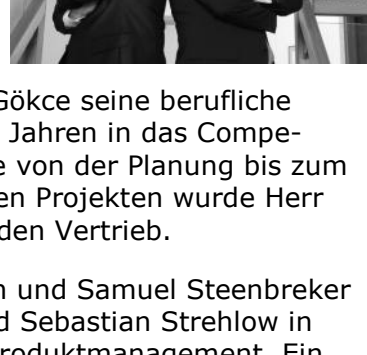 Gökce seine berufliche
Jahren in das Compe-
von der Planung bis zum
en Projekten wurde Herr
den Vertrieb.
und Samuel Steenbreker
Sebastian Strehlow in
roduktmanagement. Ein